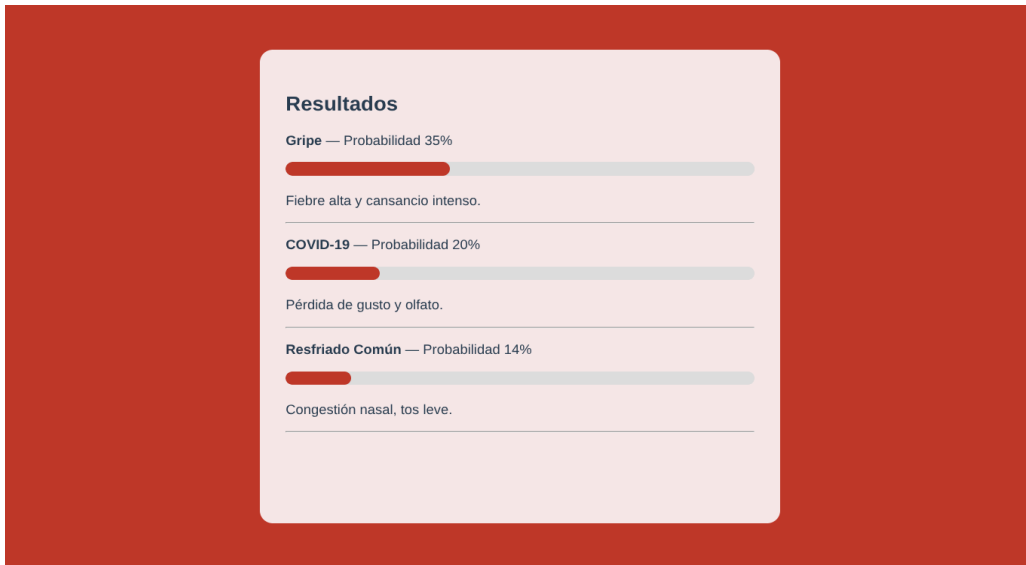 Resultados
Gripe — Probabilidad 35%
Fiebre alta y cansancio intenso.
COVID-19 — Probabilidad 20%
Pérdida de gusto y olfato.
Resfriado Común — Probabilidad 14%
Congestión nasal, tos leve.